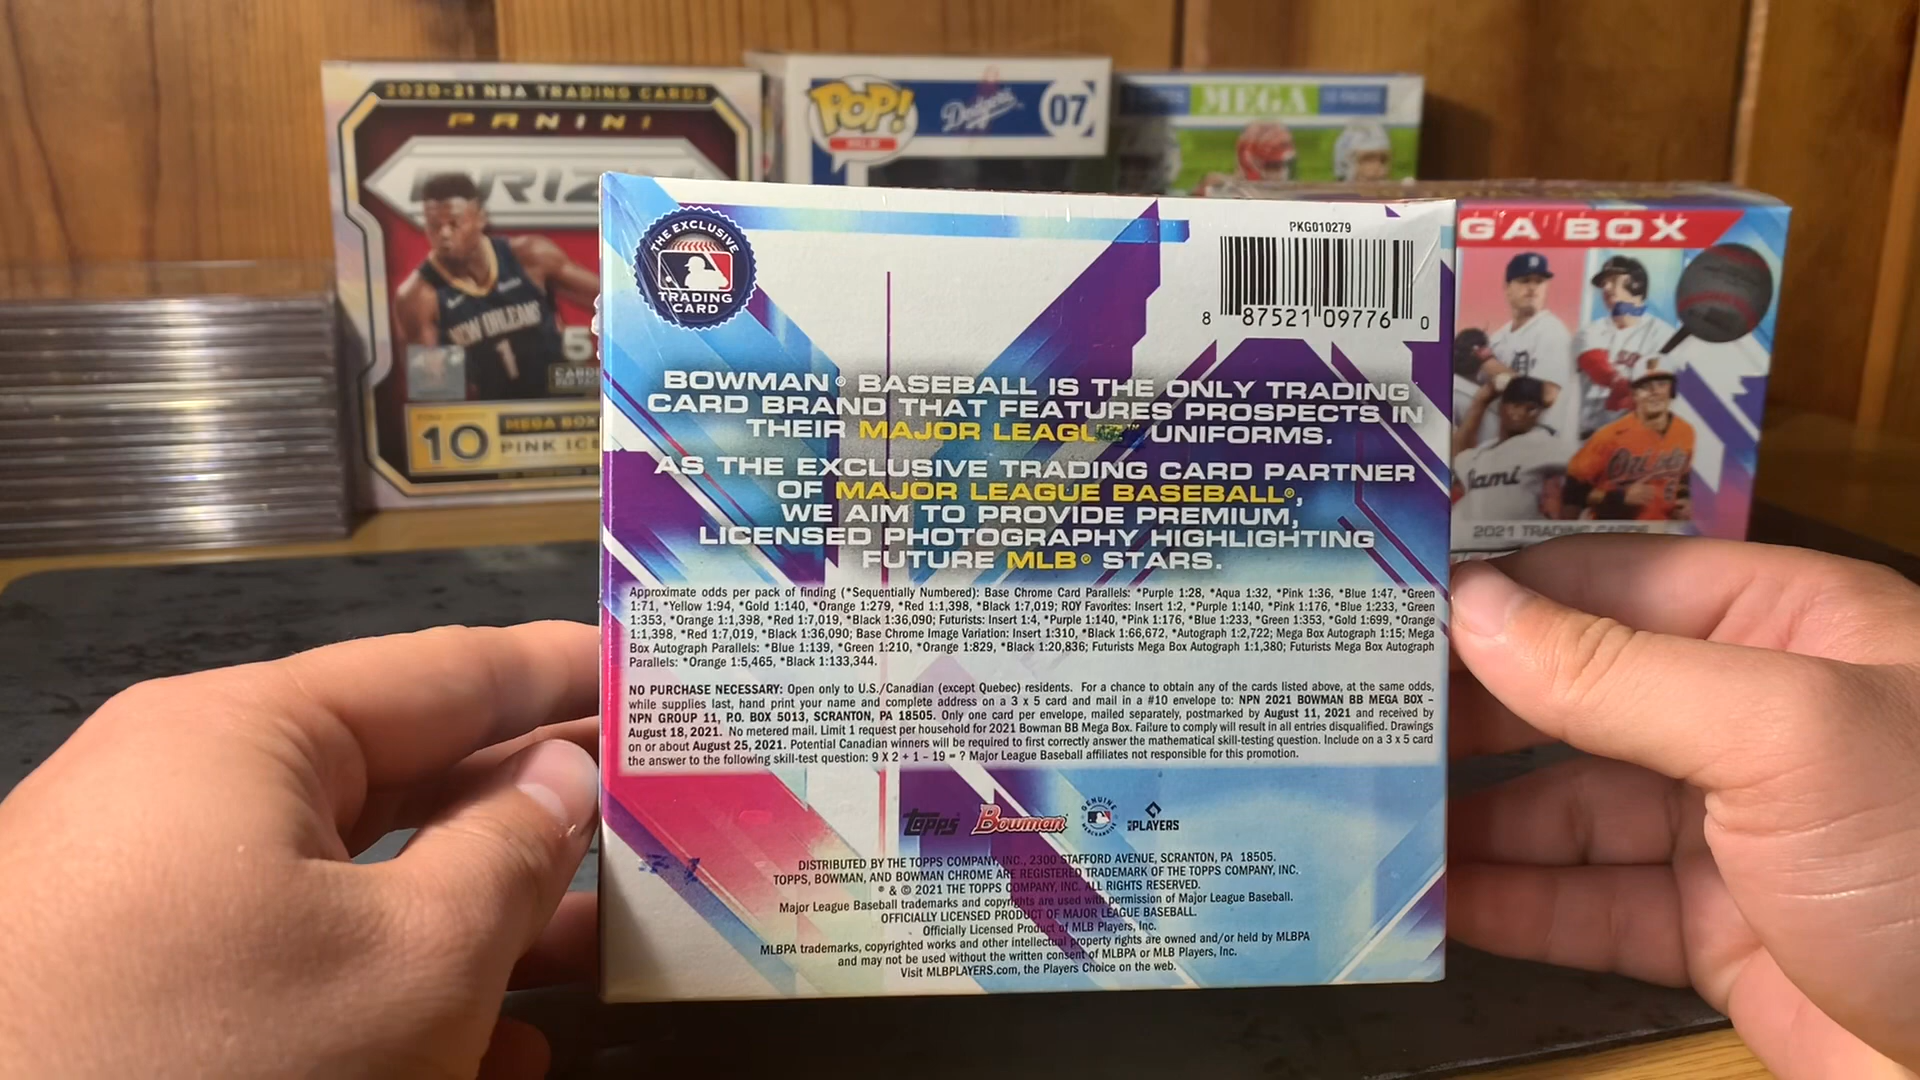 2020-21 NBA TRADING CARDS
PANINI
PRIZ
NEW ORLEANS
1
10
MEGA BOX
PINK ICE
POP!
MLB
Dodgers
07
MEGA
GA BOX
Orioles
2021 TRADING CARDS
THE EXCLUSIVE
TRADING
CARD
PKG010279
8 87521 09776 0
BOWMAN® BASEBALL IS THE ONLY TRADING
CARD BRAND THAT FEATURES PROSPECTS IN
THEIR MAJOR LEAGUE™ UNIFORMS.
AS THE EXCLUSIVE TRADING CARD PARTNER
OF MAJOR LEAGUE BASEBALL®,
WE AIM TO PROVIDE PREMIUM,
LICENSED PHOTOGRAPHY HIGHLIGHTING
FUTURE MLB® STARS.
Approximate odds per pack of finding (*Sequentially Numbered): Base Chrome Card Parallels: *Purple 1:28, *Aqua 1:32, *Pink 1:36, *Blue 1:47, *Green
1:71, *Yellow 1:94, *Gold 1:140, *Orange 1:279, *Red 1:1,398, *Black 1:7,019; ROY Favorites: Insert 1:2, *Purple 1:140, *Pink 1:176, *Blue 1:233, *Green
1:353, *Orange 1:1,398, *Red 1:7,019, *Black 1:36,090; Futurists: Insert 1:4, *Purple 1:140, *Pink 1:176, *Blue 1:233, *Green 1:353, *Gold 1:699, *Orange
1:1,398, *Red 1:7,019, *Black 1:36,090; Base Chrome Image Variation: Insert 1:310, *Black 1:66,672, *Autograph 1:2,722; Mega Box Autograph 1:15; Mega
Box Autograph Parallels: *Blue 1:139, *Green 1:210, *Orange 1:829, *Black 1:20,836; Futurists Mega Box Autograph 1:1,380; Futurists Mega Box Autograph
Parallels: *Orange 1:5,465, *Black 1:133,344.
NO PURCHASE NECESSARY: Open only to U.S./Canadian (except Quebec) residents. For a chance to obtain any of the cards listed above, at the same odds,
while supplies last, hand print your name and complete address on a 3 x 5 card and mail in a #10 envelope to: NPN 2021 BOWMAN BB MEGA BOX –
NPN GROUP 11, P.O. BOX 5013, SCRANTON, PA 18505. Only one card per envelope, mailed separately, postmarked by August 11, 2021 and received by
August 18, 2021. No metered mail. Limit 1 request per household for 2021 Bowman BB Mega Box. Failure to comply will result in all entries disqualified. Drawings
on or about August 25, 2021. Potential Canadian winners will be required to first correctly answer the mathematical skill-testing question. Include on a 3 x 5 card
the answer to the following skill-test question: 9 X 2 + 1 – 19 = ? Major League Baseball affiliates not responsible for this promotion.
topps Bowman GENUINE MERCHANDISE PLAYERS
DISTRIBUTED BY THE TOPPS COMPANY, INC., 2300 STAFFORD AVENUE, SCRANTON, PA 18505.
TOPPS, BOWMAN, AND BOWMAN CHROME ARE REGISTERED TRADEMARK OF THE TOPPS COMPANY, INC.
® & © 2021 THE TOPPS COMPANY, INC. ALL RIGHTS RESERVED.
Major League Baseball trademarks and copyrights are used with permission of Major League Baseball.
OFFICIALLY LICENSED PRODUCT OF MAJOR LEAGUE BASEBALL.
Officially Licensed Product of MLB Players, Inc.
MLBPA trademarks, copyrighted works and other intellectual property rights are owned and/or held by MLBPA
and may not be used without the written consent of MLBPA or MLB Players, Inc.
Visit MLBPLAYERS.com, the Players Choice on the web.